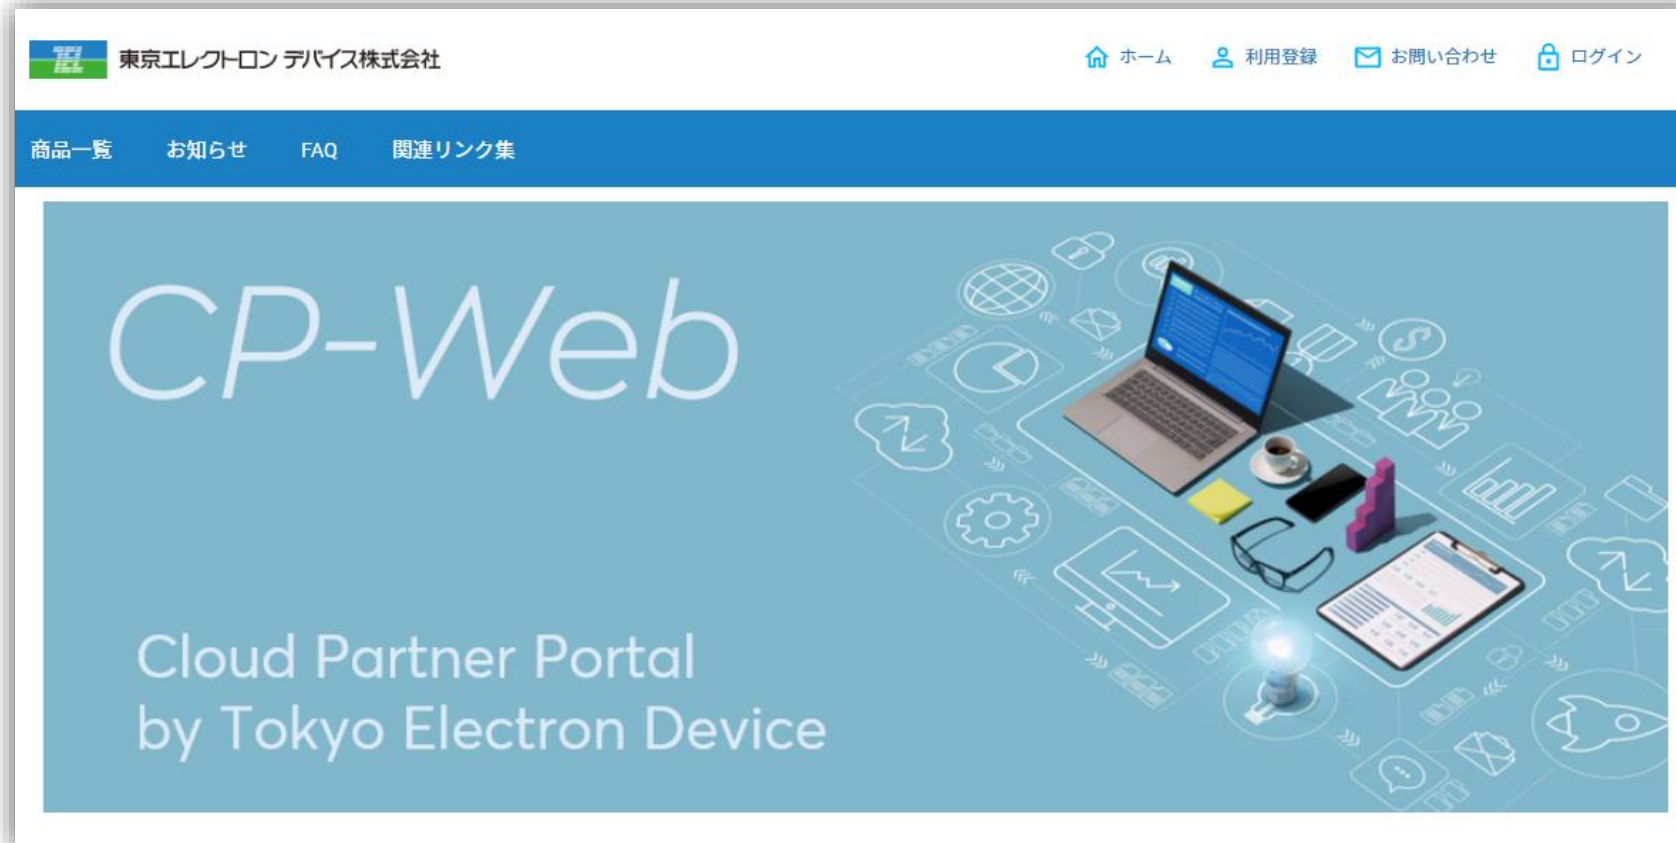 TEL 東京エレクトロン デバイス株式会社
ホーム 利用登録 お問い合わせ ログイン
商品一覧 お知らせ FAQ 関連リンク集
CP-Web
Cloud Partner Portal
by Tokyo Electron Device